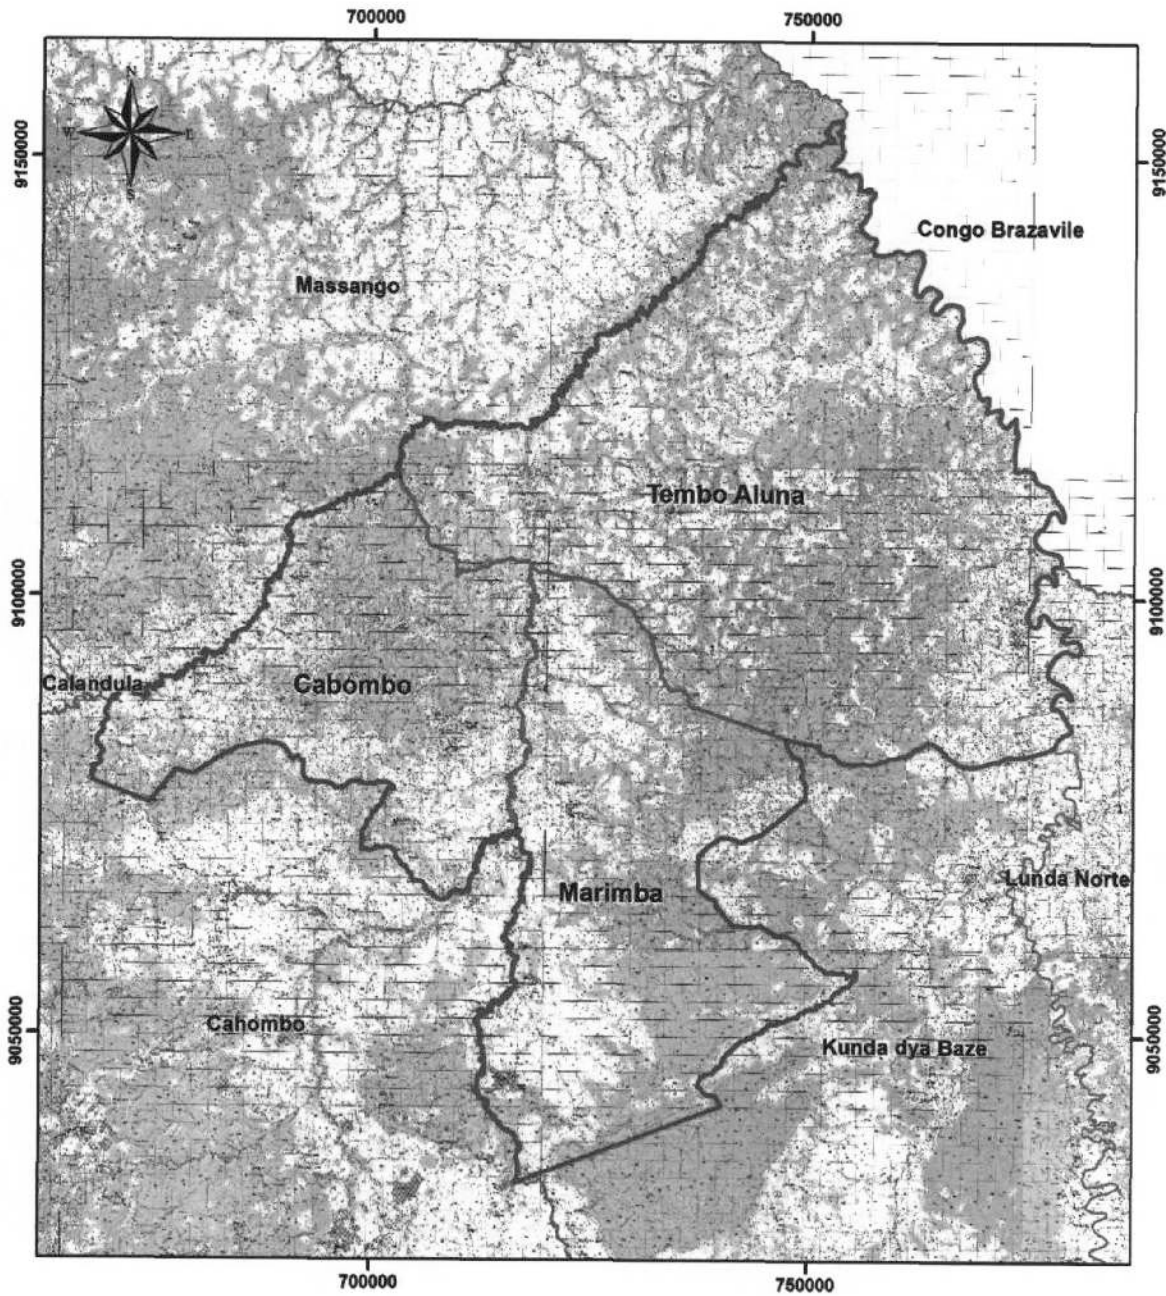 700000
750000
N
W
E
S
9150000
9150000
Congo Brazavile
Massango
Tembo Aluna
9100000
9100000
Calandula
Cabombo
Marimba
Lunda Norte
9050000
9050000
Cahombo
Kunda dya Baze
700000
750000